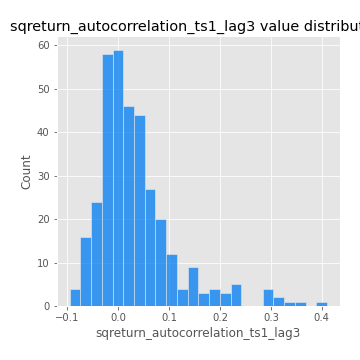 sqreturn_autocorrelation_ts1_lag3 value distribut
60
50
40
30
20
10
0
Count
−0.1 0.0 0.1 0.2 0.3 0.4
sqreturn_autocorrelation_ts1_lag3